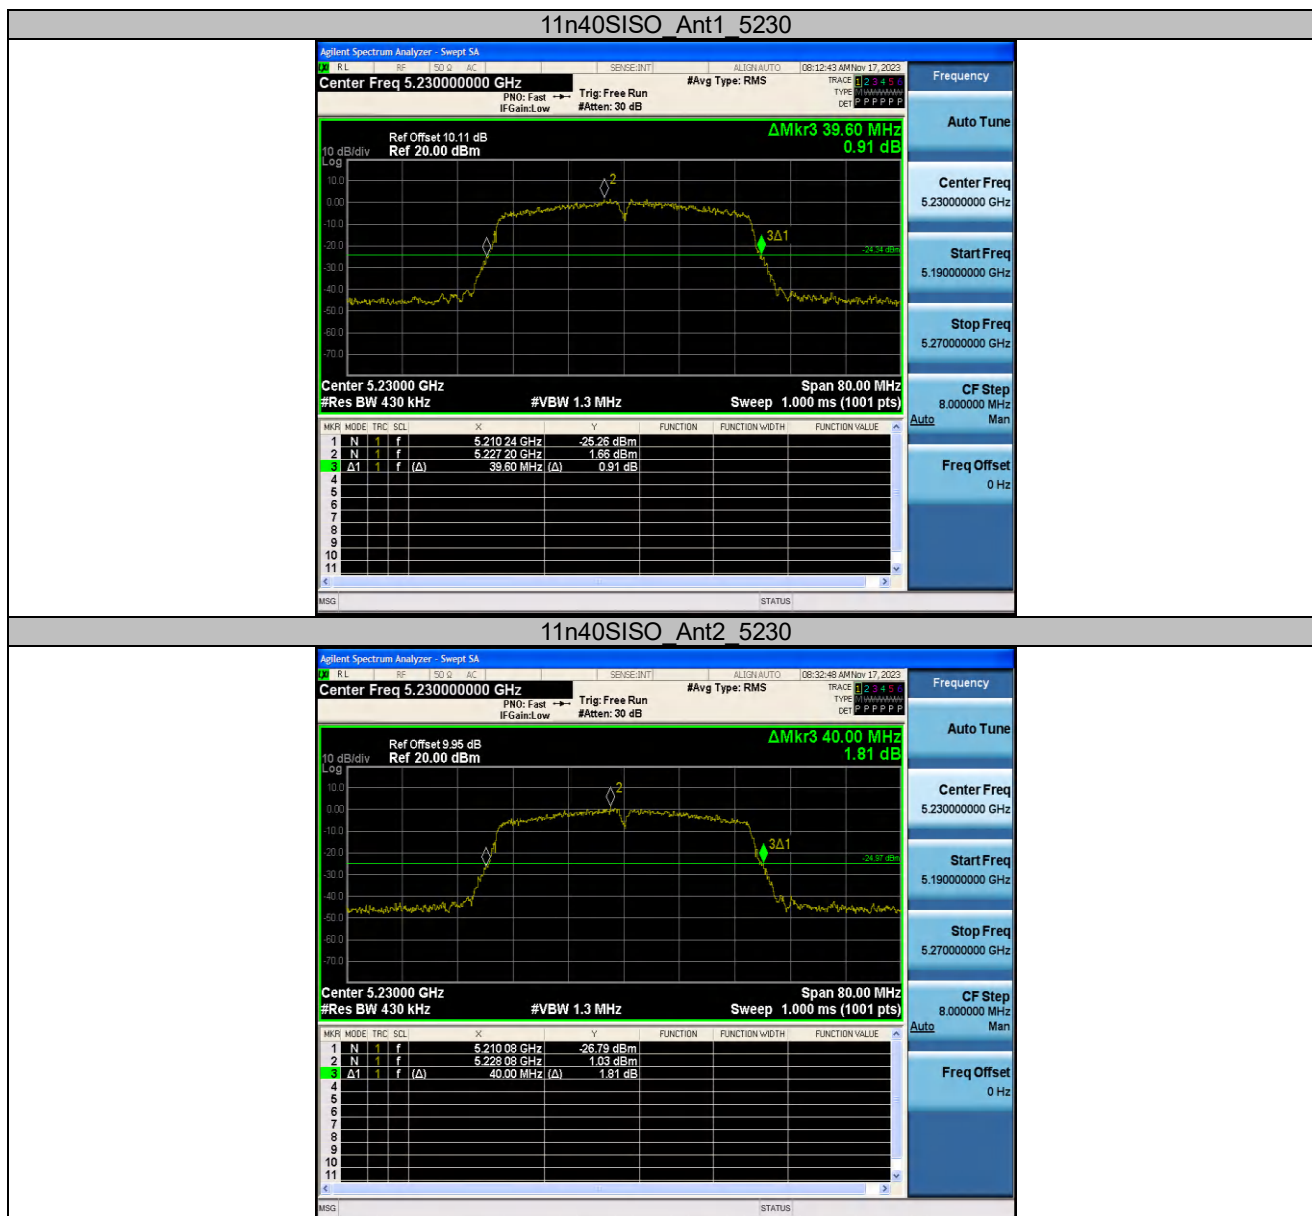 11n40SISO_Ant1_5230
Agilent Spectrum Analyzer - Swept SA
RL RF 50 Ω AC SENSE:INT ALIGN AUTO 08:12:43 AM Nov 17, 2023
Center Freq 5.230000000 GHz
#Avg Type: RMS
TRACE 1 2 3 4 5 6
PNO: Fast
Trig: Free Run
TYPE MWWWWW
IFGain:Low
#Atten: 30 dB
DET P P P P P P
Frequency
Auto Tune
Ref Offset 10.11 dB
ΔMkr3 39.60 MHz
10 dB/div Ref 20.00 dBm
0.91 dB
Log
10.0
2
0.00
-10.0
3Δ1
-20.0
-24.34 dBm
-30.0
-40.0
-50.0
-60.0
-70.0
Center 5.23000 GHz
Span 80.00 MHz
#Res BW 430 kHz
#VBW 1.3 MHz
Sweep 1.000 ms (1001 pts)
Center Freq
5.230000000 GHz
Start Freq
5.190000000 GHz
Stop Freq
5.270000000 GHz
CF Step
8.000000 MHz
Auto Man
Freq Offset
0 Hz
MKR MODE TRC SCL X Y FUNCTION FUNCTION WIDTH FUNCTION VALUE
1 N 1 f 5.210 24 GHz -25.26 dBm
2 N 1 f 5.227 20 GHz 1.66 dBm
3 Δ1 1 f (Δ) 39.60 MHz (Δ) 0.91 dB
4
5
6
7
8
9
10
11
MSG STATUS
11n40SISO_Ant2_5230
Agilent Spectrum Analyzer - Swept SA
RL RF 50 Ω AC SENSE:INT ALIGN AUTO 08:32:48 AM Nov 17, 2023
Center Freq 5.230000000 GHz
#Avg Type: RMS
TRACE 1 2 3 4 5 6
PNO: Fast
Trig: Free Run
TYPE MWWWWW
IFGain:Low
#Atten: 30 dB
DET P P P P P P
Frequency
Auto Tune
Ref Offset 9.95 dB
ΔMkr3 40.00 MHz
10 dB/div Ref 20.00 dBm
1.81 dB
Log
10.0
2
0.00
-10.0
3Δ1
-20.0
-24.97 dBm
-30.0
-40.0
-50.0
-60.0
-70.0
Center 5.23000 GHz
Span 80.00 MHz
#Res BW 430 kHz
#VBW 1.3 MHz
Sweep 1.000 ms (1001 pts)
Center Freq
5.230000000 GHz
Start Freq
5.190000000 GHz
Stop Freq
5.270000000 GHz
CF Step
8.000000 MHz
Auto Man
Freq Offset
0 Hz
MKR MODE TRC SCL X Y FUNCTION FUNCTION WIDTH FUNCTION VALUE
1 N 1 f 5.210 08 GHz -26.79 dBm
2 N 1 f 5.228 08 GHz 1.03 dBm
3 Δ1 1 f (Δ) 40.00 MHz (Δ) 1.81 dB
4
5
6
7
8
9
10
11
MSG STATUS